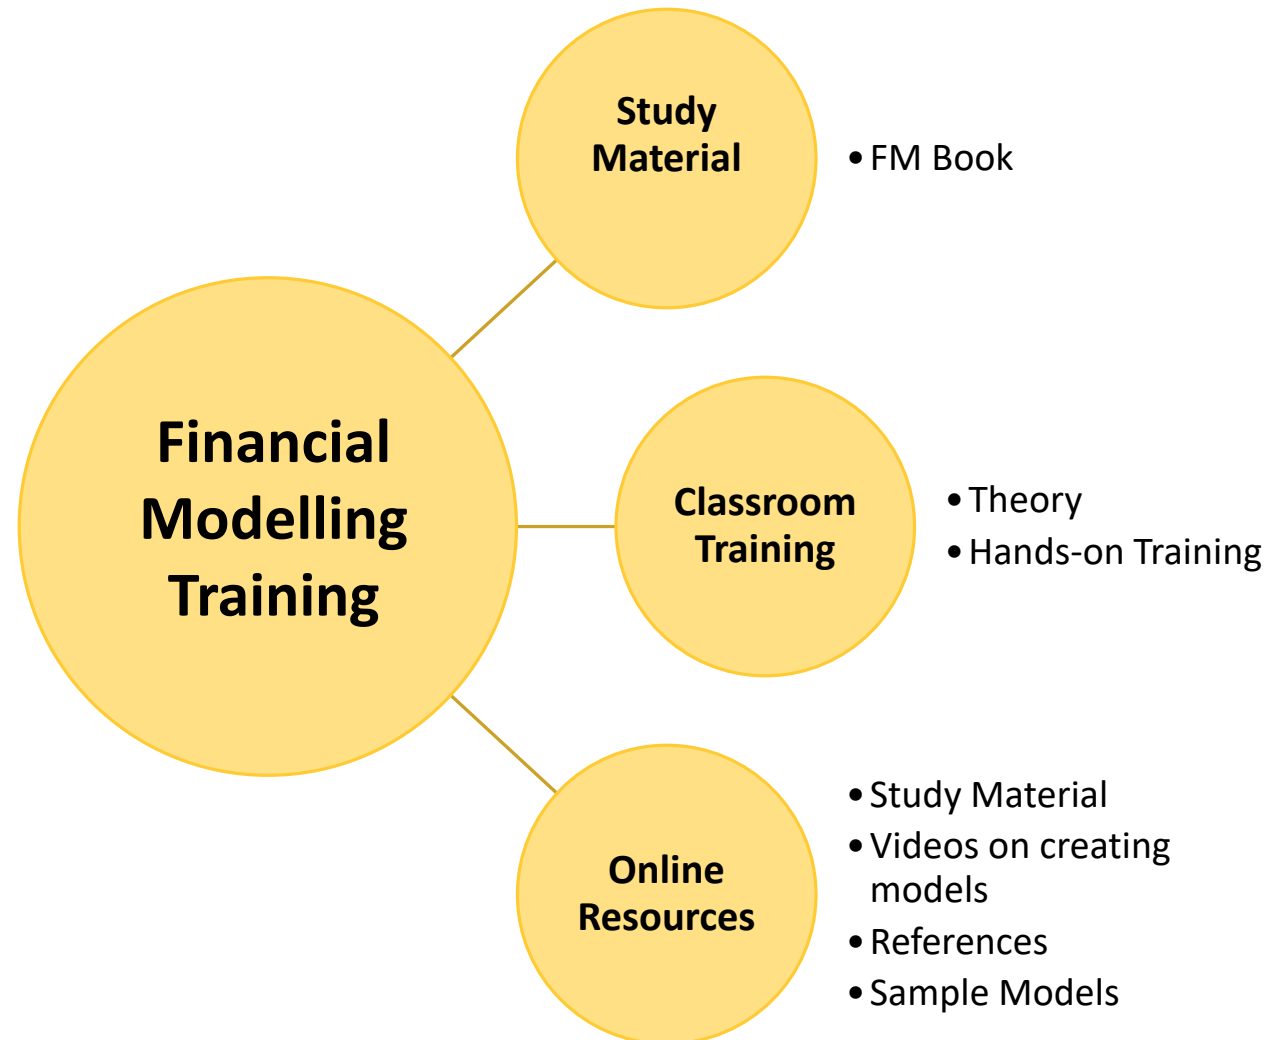 Financial
Modelling
Training
Study
Material
• FM Book
Classroom
Training
• Theory
• Hands-on Training
Online
Resources
• Study Material
• Videos on creating
models
• References
• Sample Models